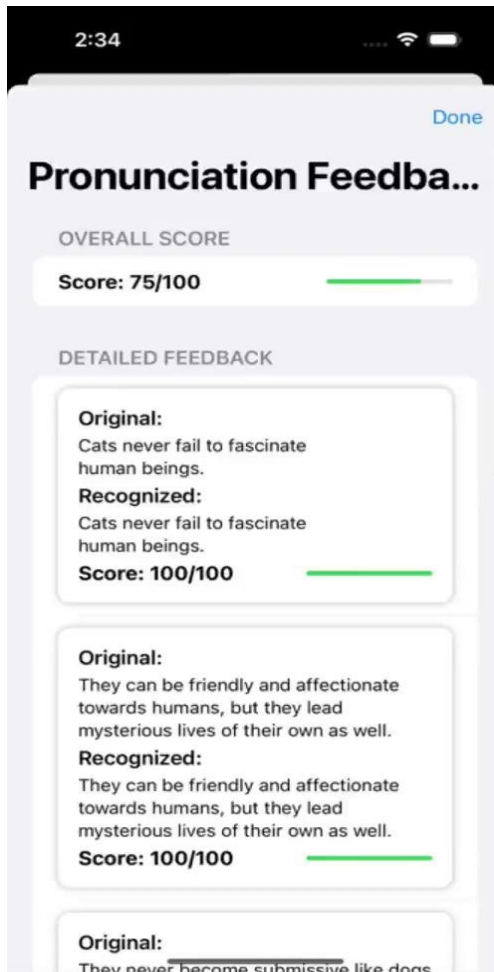 2:34
Done
Pronunciation Feedba...
OVERALL SCORE
Score: 75/100
DETAILED FEEDBACK
Original:
Cats never fail to fascinate
human beings.
Recognized:
Cats never fail to fascinate
human beings.
Score: 100/100
Original:
They can be friendly and affectionate
towards humans, but they lead
mysterious lives of their own as well.
Recognized:
They can be friendly and affectionate
towards humans, but they lead
mysterious lives of their own as well.
Score: 100/100
Original:
They never become submissive like dogs